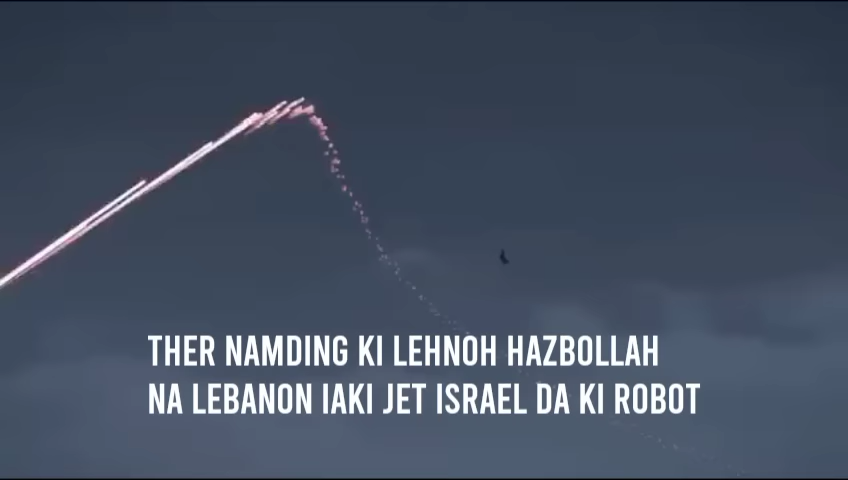 THER NAMDING KI LEHNOH HAZBOLLAH
NA LEBANON IAKI JET ISRAEL DA KI ROBOT